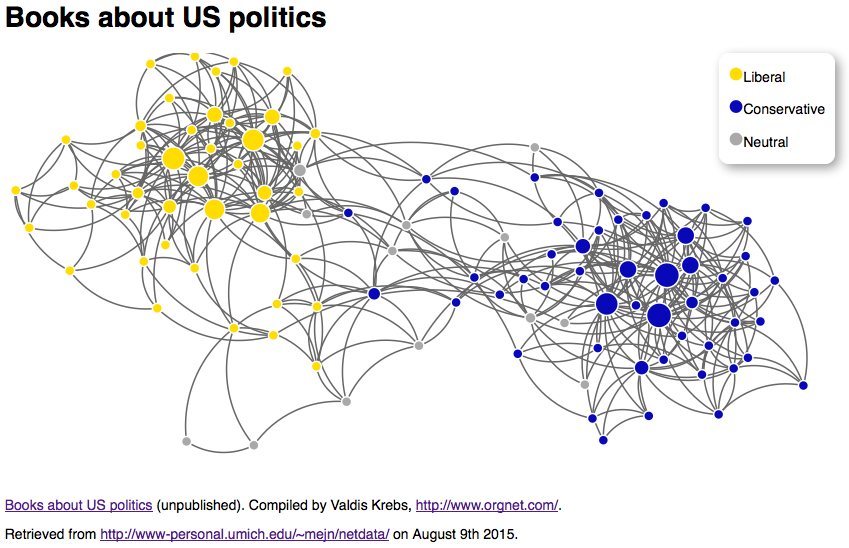 Books about US politics
Liberal
Conservative
Neutral
Books about US politics (unpublished). Compiled by Valdis Krebs, http://www.orgnet.com/.
Retrieved from http://www-personal.umich.edu/~mejn/netdata/ on August 9th 2015.